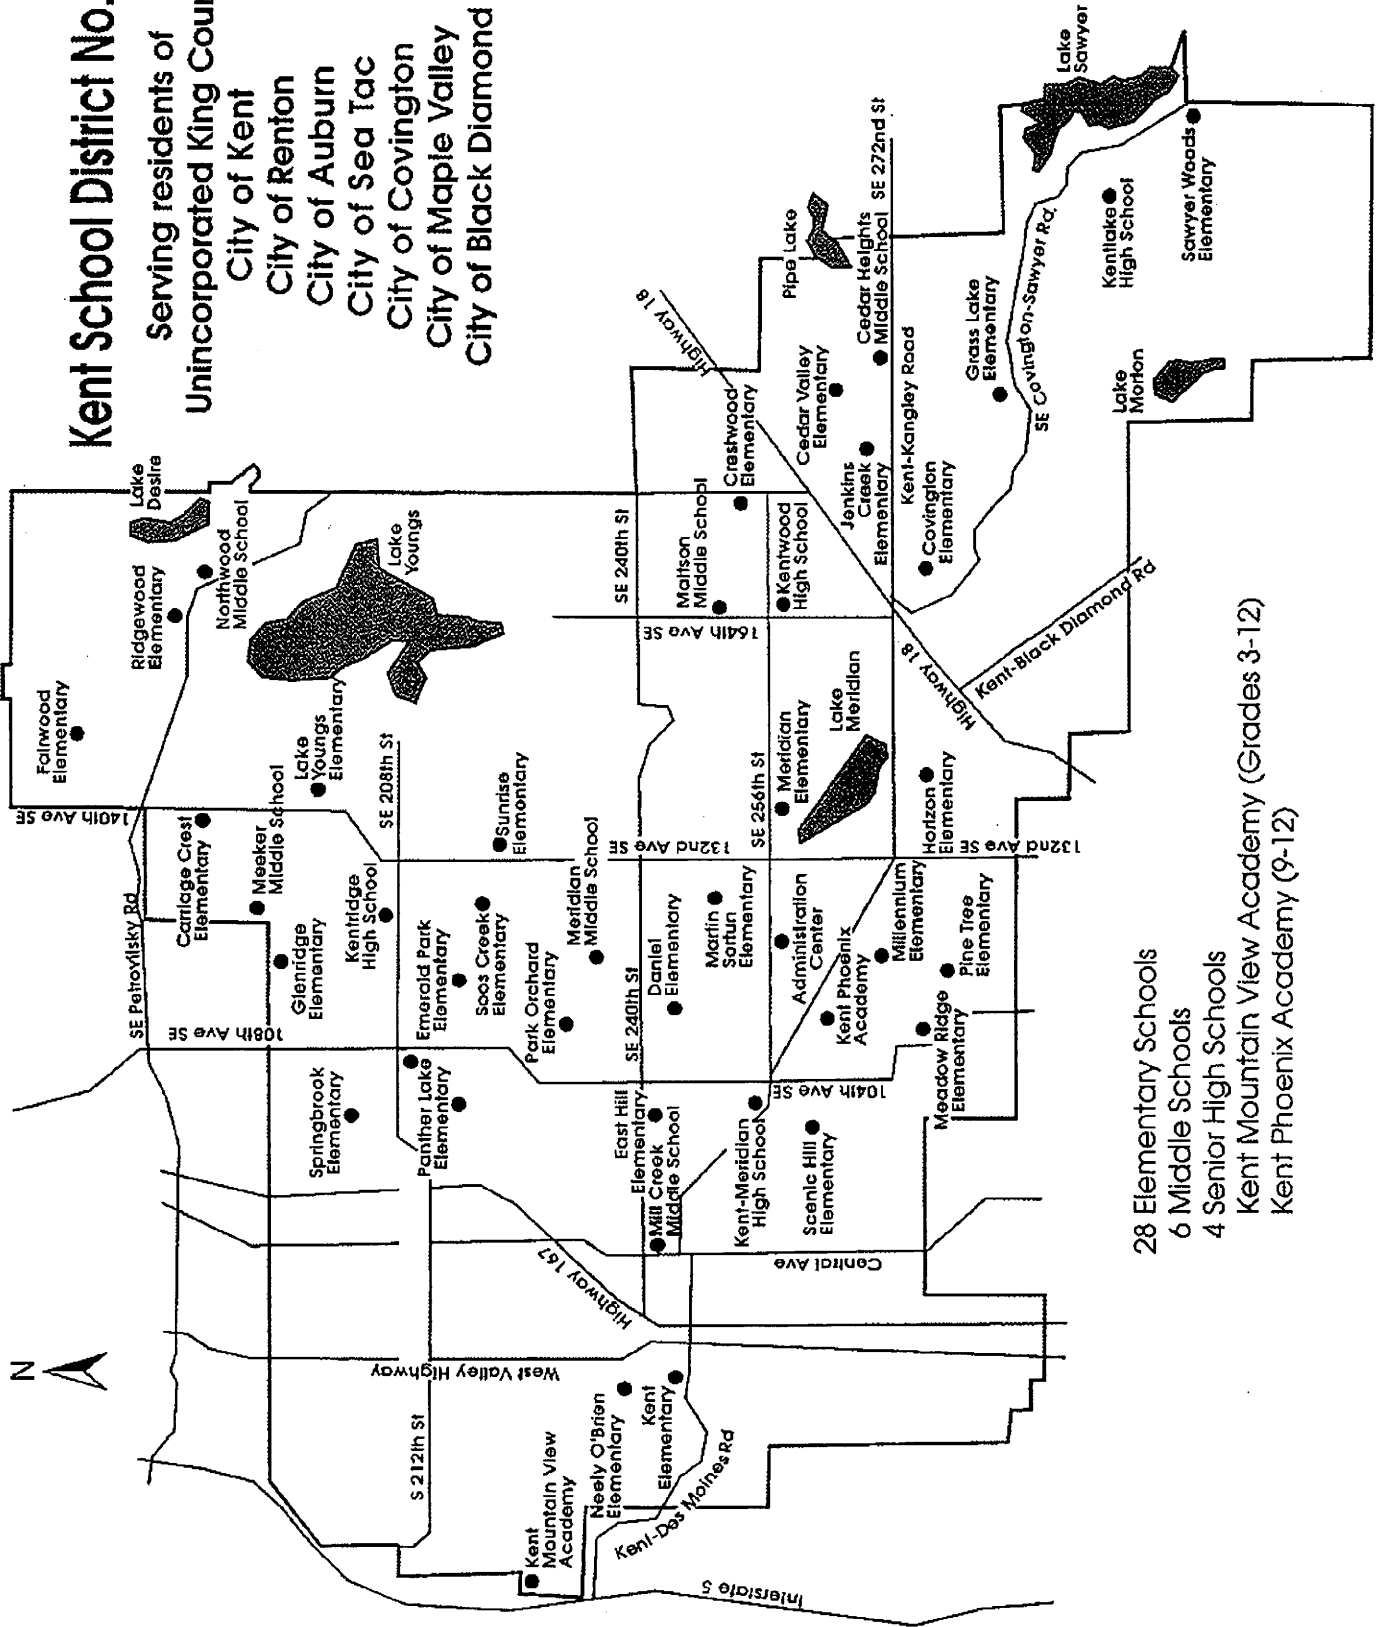 Kent School District No.
Serving residents of
Unincorporated King Cou
City of Kent
City of Renton
City of Auburn
City of Sea Tac
City of Covington
City of Maple Valley
City of Black Diamond
N
Fairwood
Elementary
Ridgewood
Elementary
Northwood
Middle School
Lake
Desire
Lake
Youngs
140th Ave SE
SE Petrovitsky Rd
Carriage Crest
Elementary
Meeker
Middle School
Lake
Youngs
Elementary
Glenridge
Elementary
Kentridge
High School
SE 208th St
108th Ave SE
Springbrook
Elementary
Panther Lake
Elementary
Emerald Park
Elementary
Soos Creek
Elementary
Sunrise
Elementary
Park Orchard
Elementary
Meridian
Middle School
132nd Ave SE
SE 240th St
SE 240th St
Daniel
Elementary
Martin
Sortun
Elementary
East Hill
Elementary
Mill Creek
Middle School
Kent-Meridian
High School
Scenic Hill
Elementary
104th Ave SE
Administration
Center
Kent Phoenix
Academy
Millennium
Elementary
Meadow Ridge
Elementary
Pine Tree
Elementary
Horizon
Elementary
132nd Ave SE
SE 256th St
Meridian
Elementary
Lake
Meridian
164th Ave SE
Mattson
Middle School
Crestwood
Elementary
Kentwood
High School
Highway 18
Highway 18
Pipe Lake
Cedar Valley
Elementary
Cedar Heights
Middle School
SE 272nd St
Jenkins
Creek
Elementary
Kent-Kangley Road
Covington
Elementary
Grass Lake
Elementary
SE Covington-Sawyer Rd.
Kent-Black Diamond Rd
Lake
Morton
Lake
Sawyer
Kentlake
High School
Sawyer Woods
Elementary
Central Ave
Highway 167
West Valley Highway
S 212th St
Kent
Mountain View
Academy
Neely O'Brien
Elementary
Kent
Elementary
Kent-Des Moines Rd
Interstate 5
28 Elementary Schools
6 Middle Schools
4 Senior High Schools
Kent Mountain View Academy (Grades 3-12)
Kent Phoenix Academy (9-12)